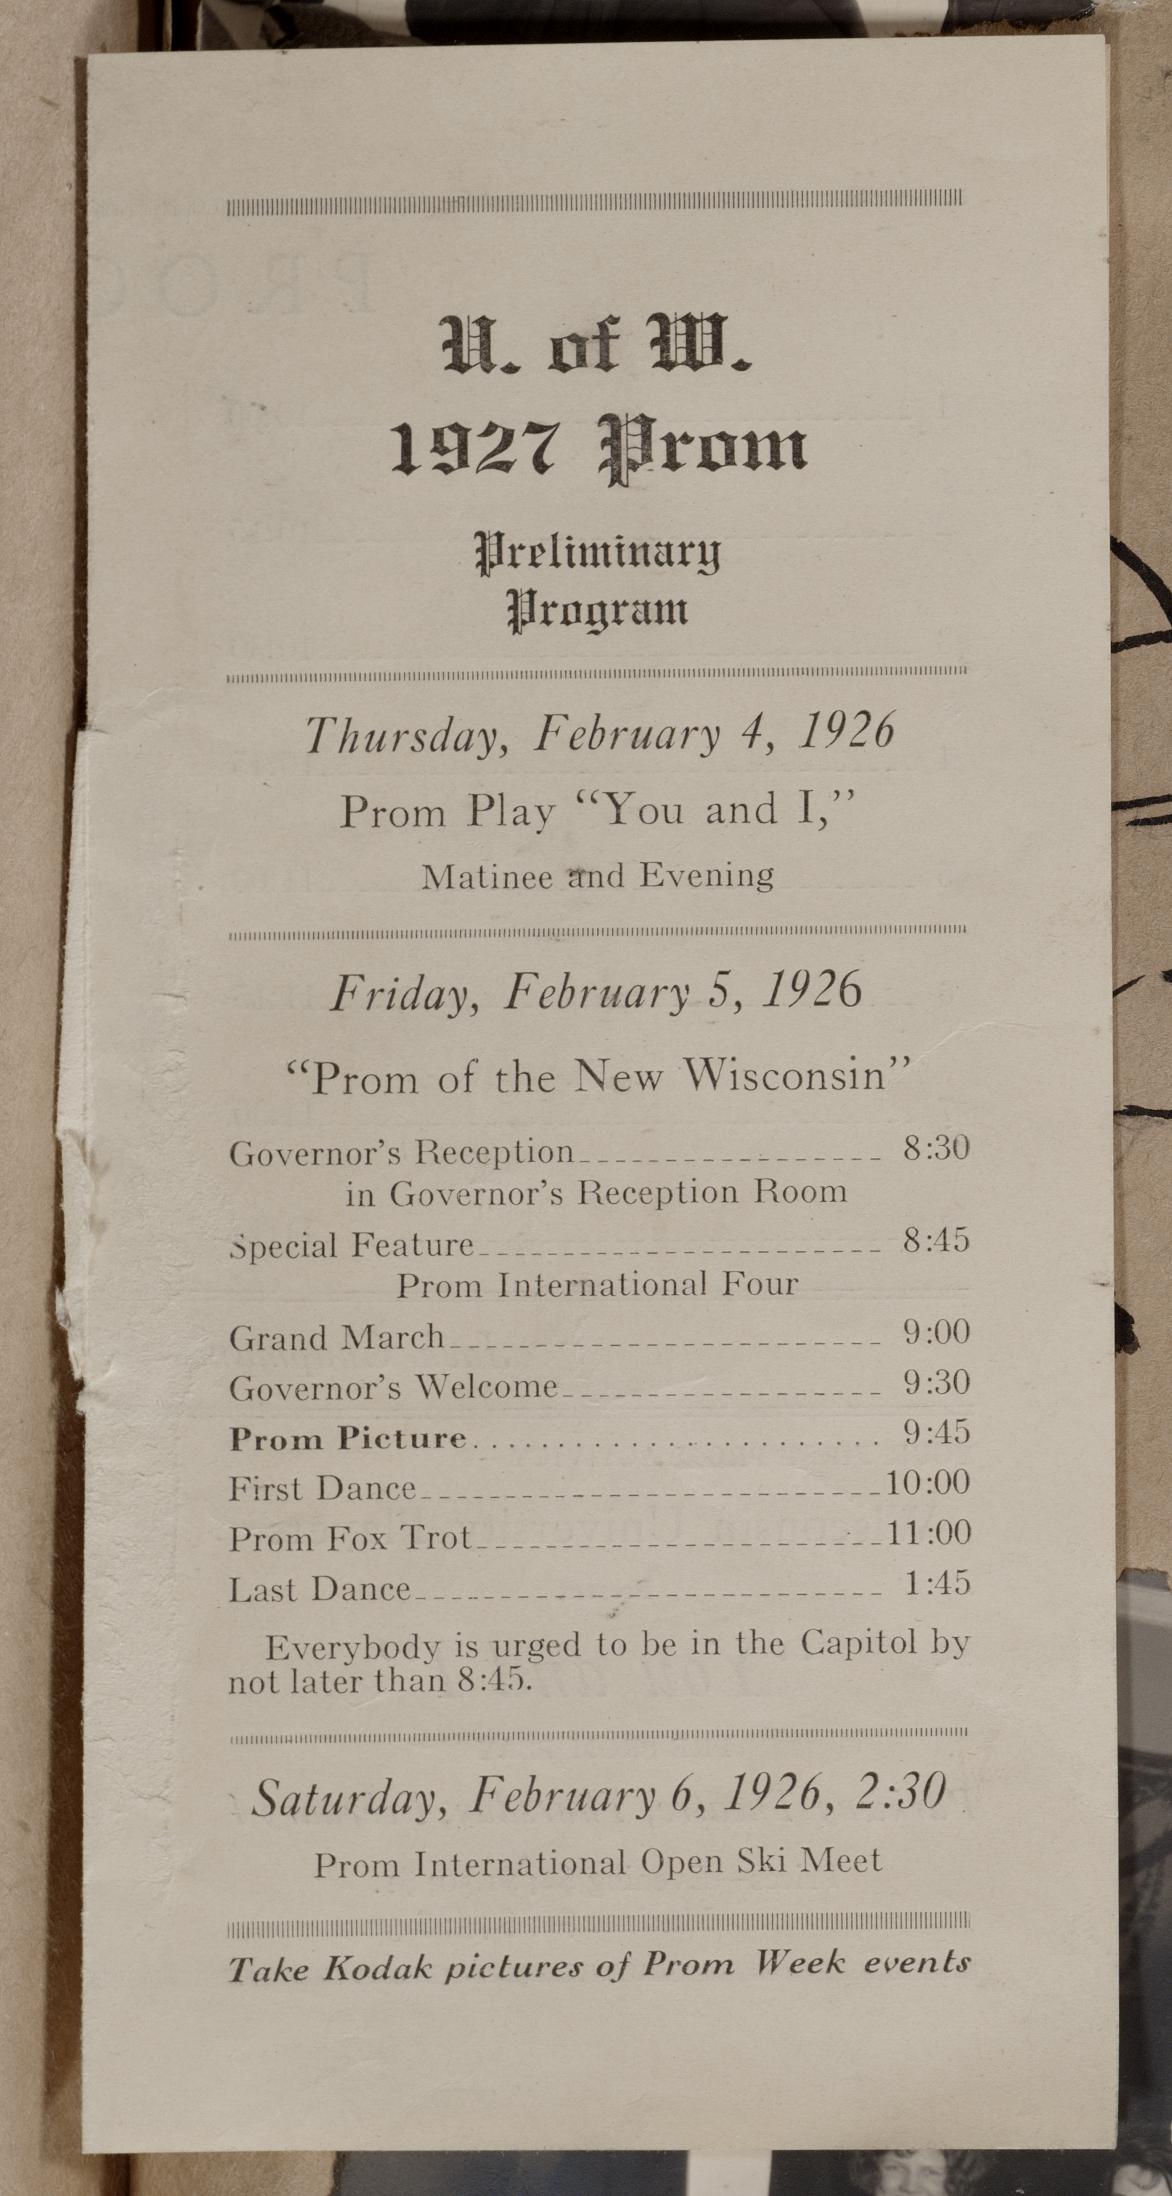 U. of W.
1927 Prom
Preliminary
Program
Thursday, February 4, 1926
Prom Play “You and I,”
Matinee and Evening
Friday, February 5, 1926
“Prom of the New Wisconsin”
Governor’s Reception 8:30
in Governor’s Reception Room
Special Feature 8:45
Prom International Four
Grand March 9:00
Governor’s Welcome 9:30
Prom Picture 9:45
First Dance 10:00
Prom Fox Trot 11:00
Last Dance 1:45
Everybody is urged to be in the Capitol by
not later than 8:45.
Saturday, February 6, 1926, 2:30
Prom International Open Ski Meet
Take Kodak pictures of Prom Week events